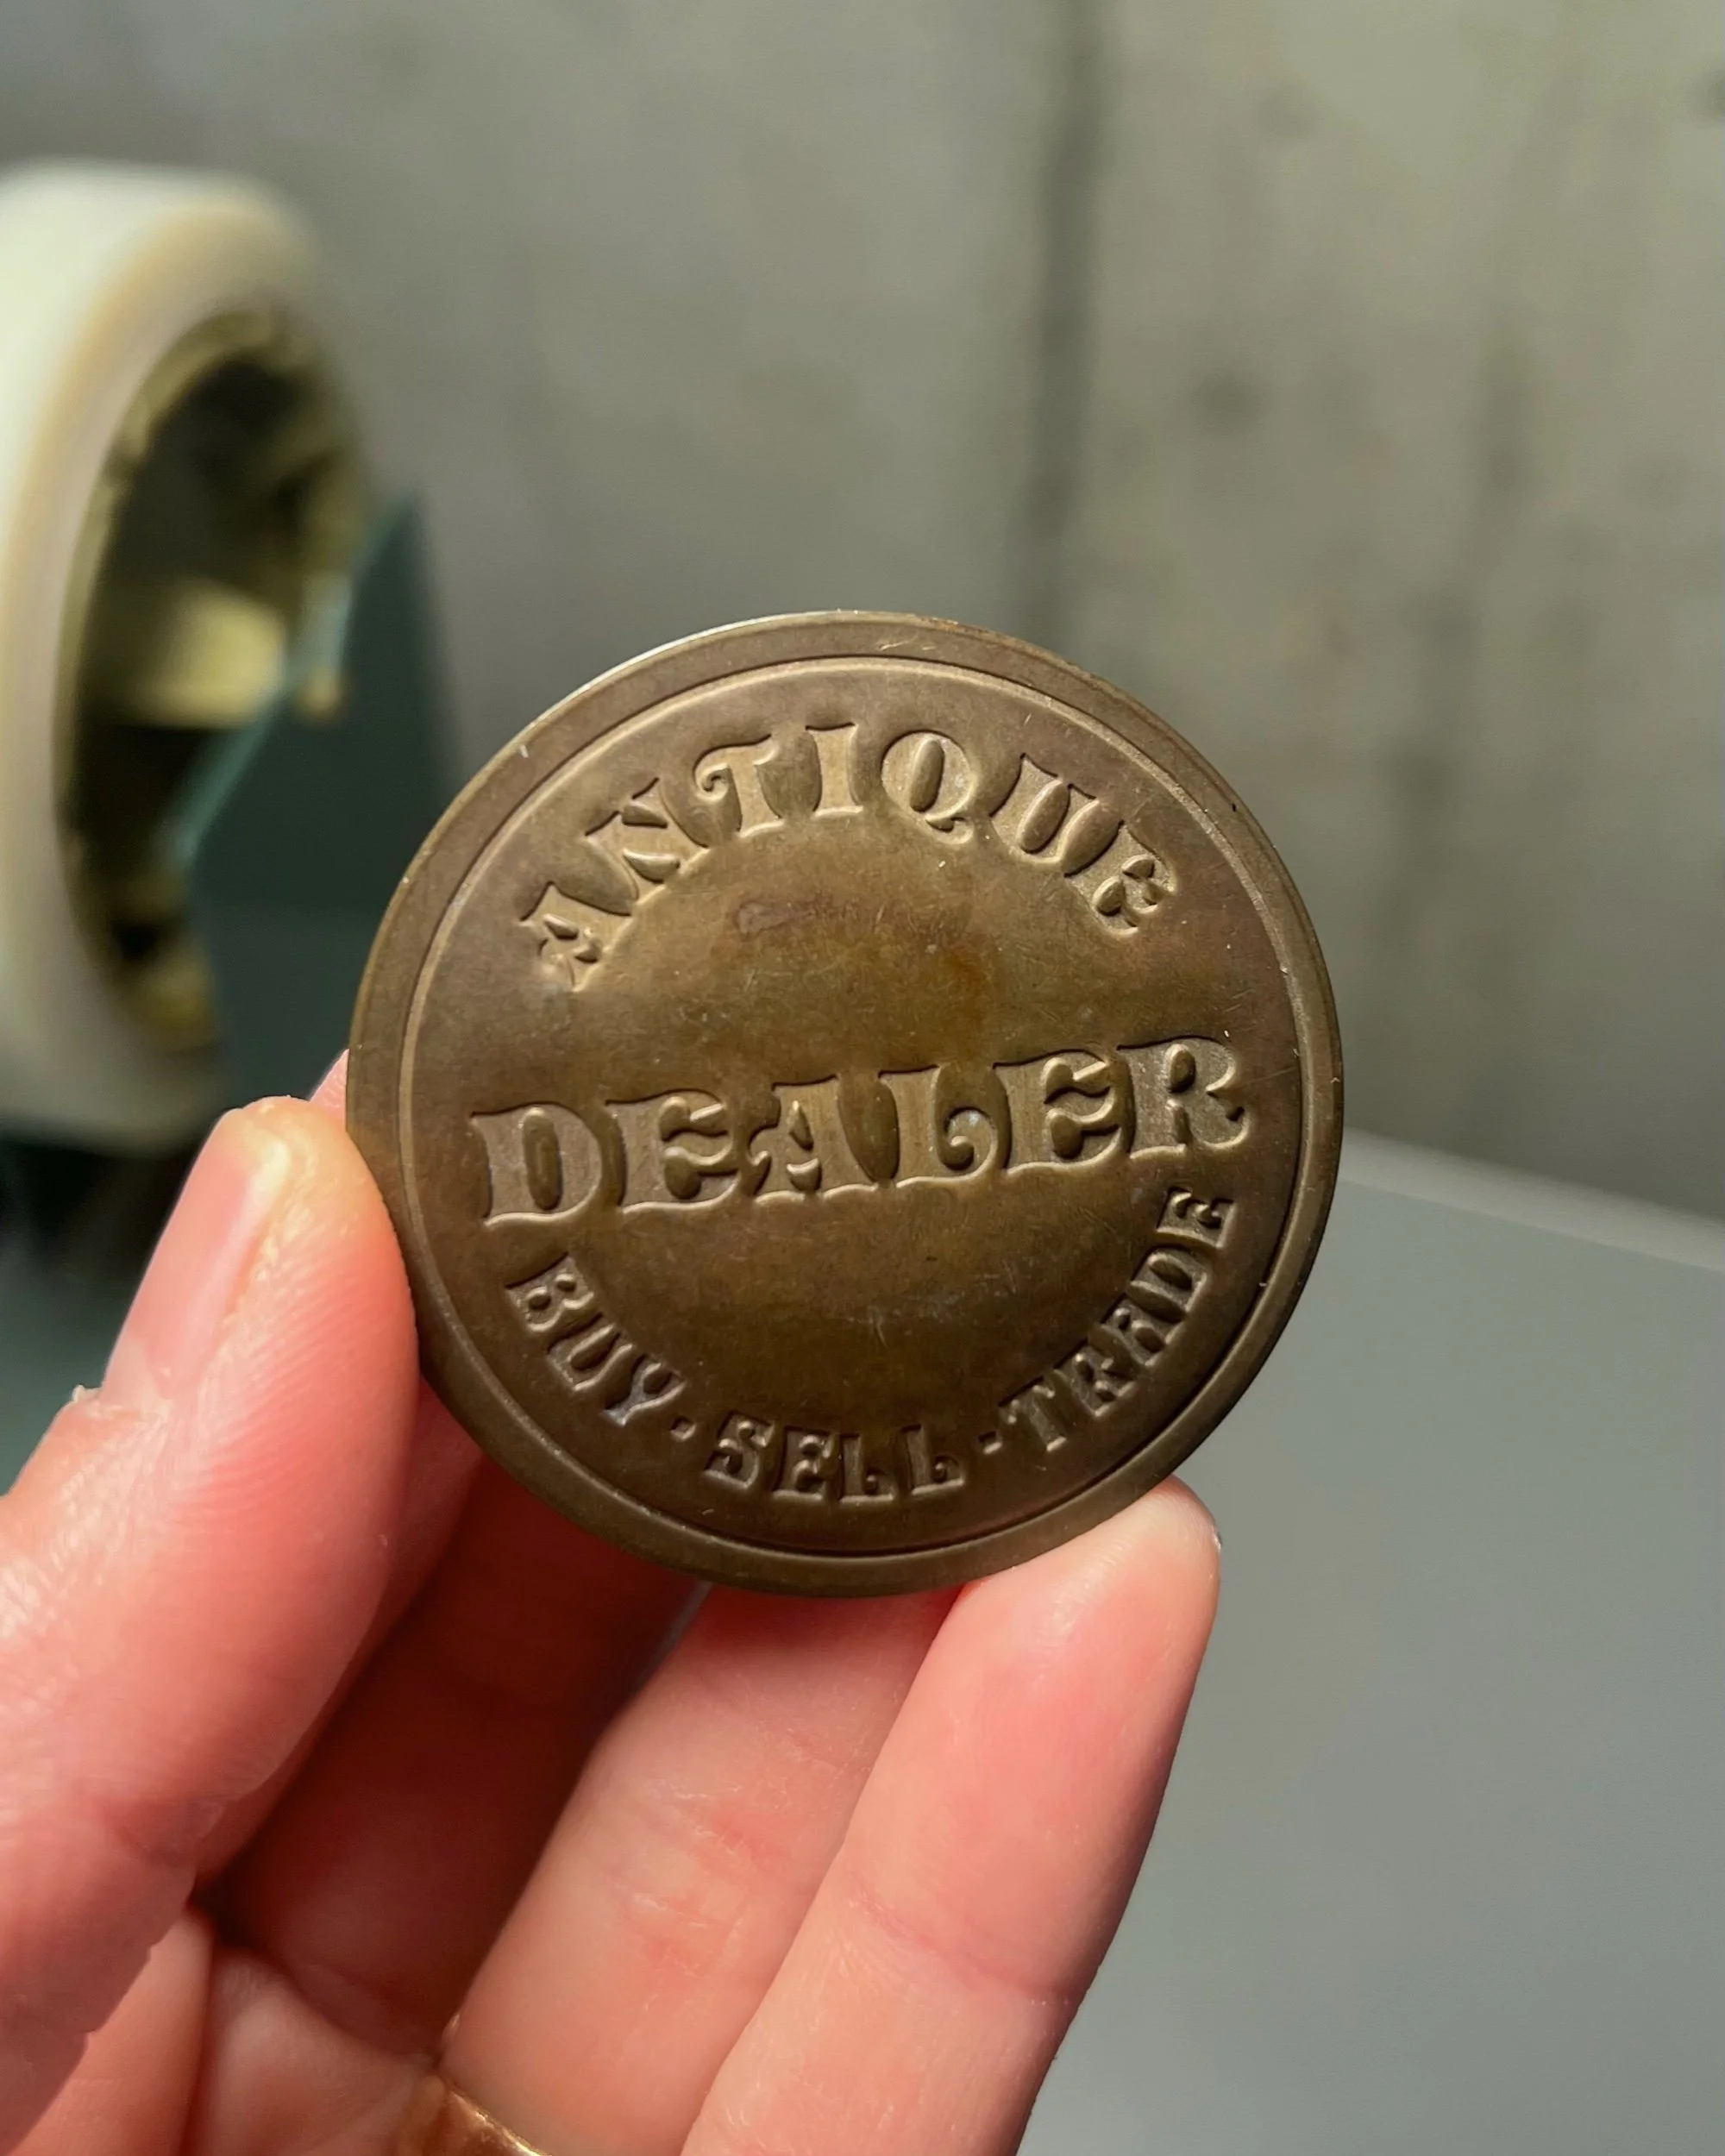 ANTIQUE
DEALER
BUY · SELL · TRADE